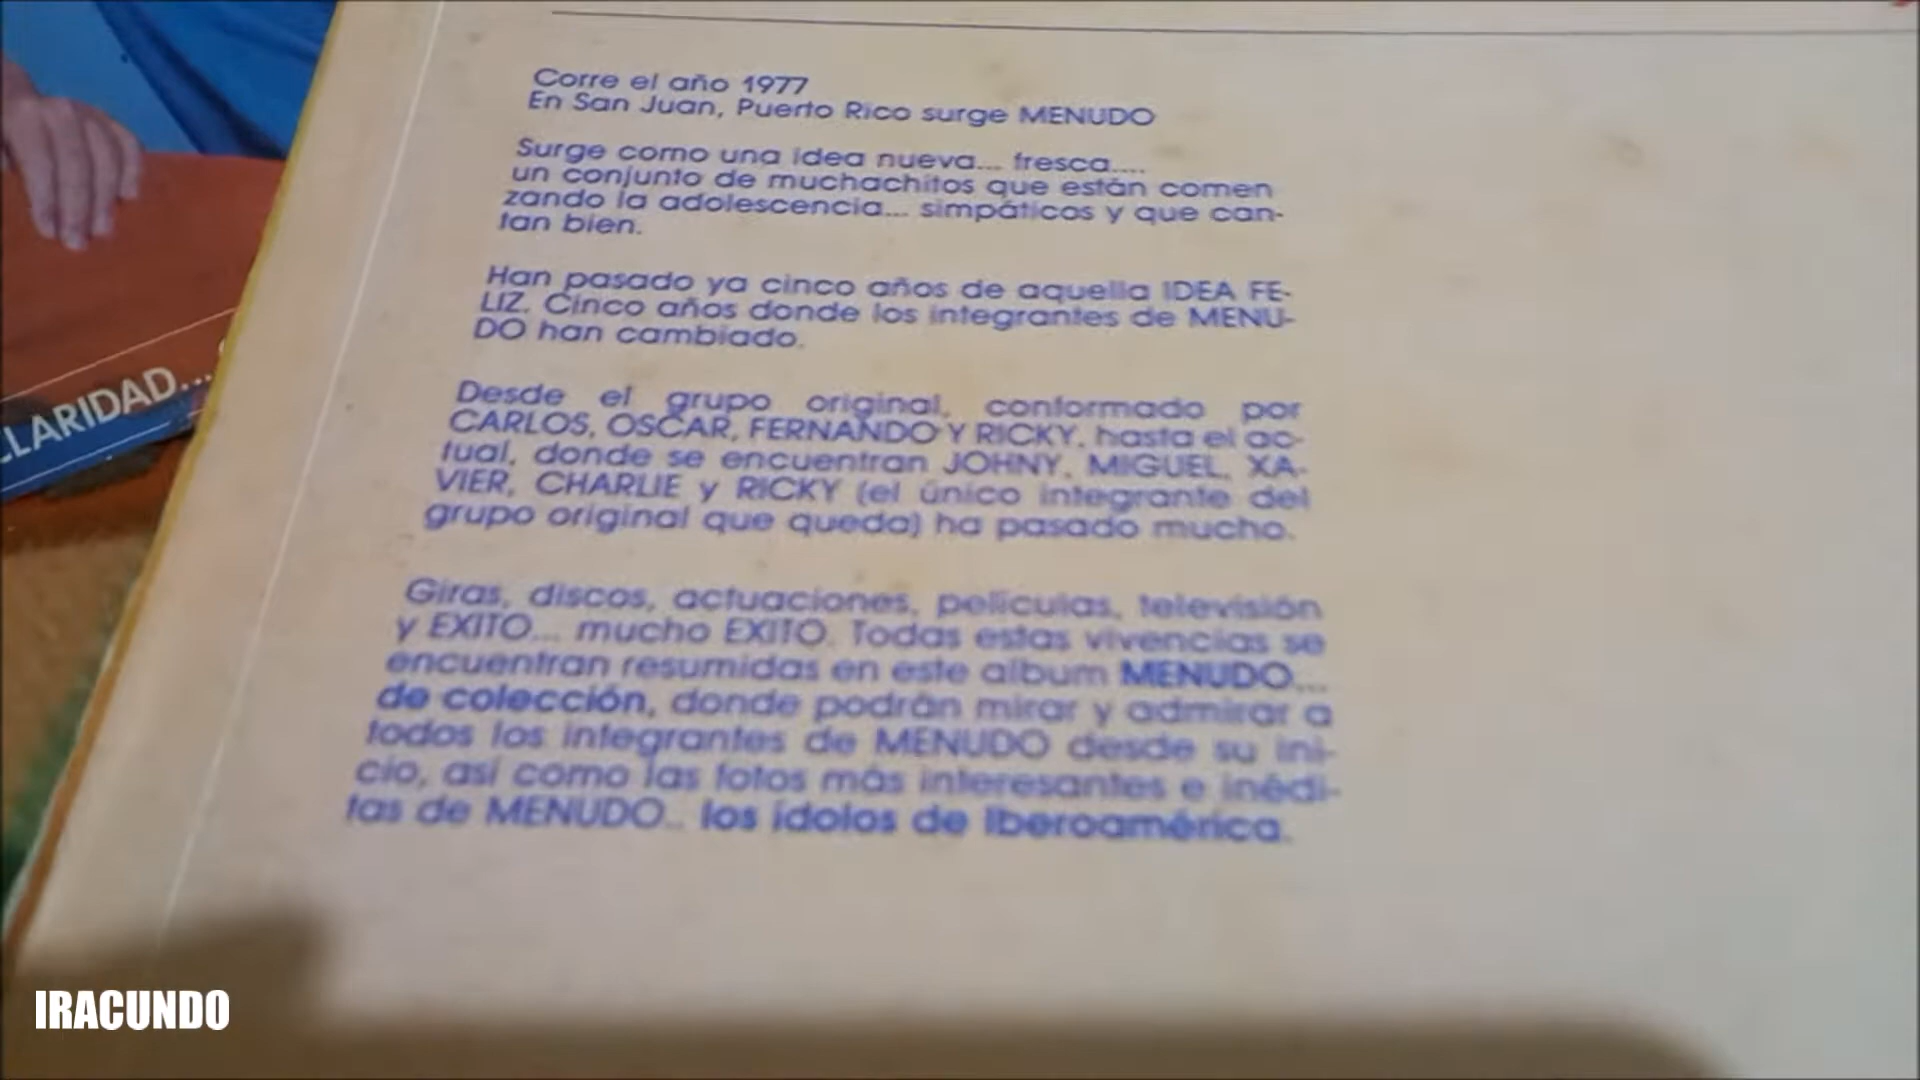 Corre el año 1977
En San Juan, Puerto Rico surge MENUDO
Surge como una idea nueva... fresca....
un conjunto de muchachitos que están comen
zando la adolescencia... simpáticos y que can-
tan bien.
Han pasado ya cinco años de aquella IDEA FE-
LIZ. Cinco años donde los integrantes de MENU-
DO han cambiado.
Desde el grupo original, conformado por
CARLOS, OSCAR, FERNANDO Y RICKY, hasta el ac-
tual, donde se encuentran JOHNY, MIGUEL, XA-
VIER, CHARLIE y RICKY (el único integrante del
grupo original que queda) ha pasado mucho.
Giras, discos, actuaciones, películas, televisión
y EXITO... mucho EXITO. Todas estas vivencias se
encuentran resumidas en este album MENUDO...
de colección, donde podrán mirar y admirar a
todos los integrantes de MENUDO desde su ini-
cio, así como las fotos más interesantes e inédi-
tas de MENUDO.. los ídolos de Iberoamérica.
CLARIDAD...
IRACUNDO